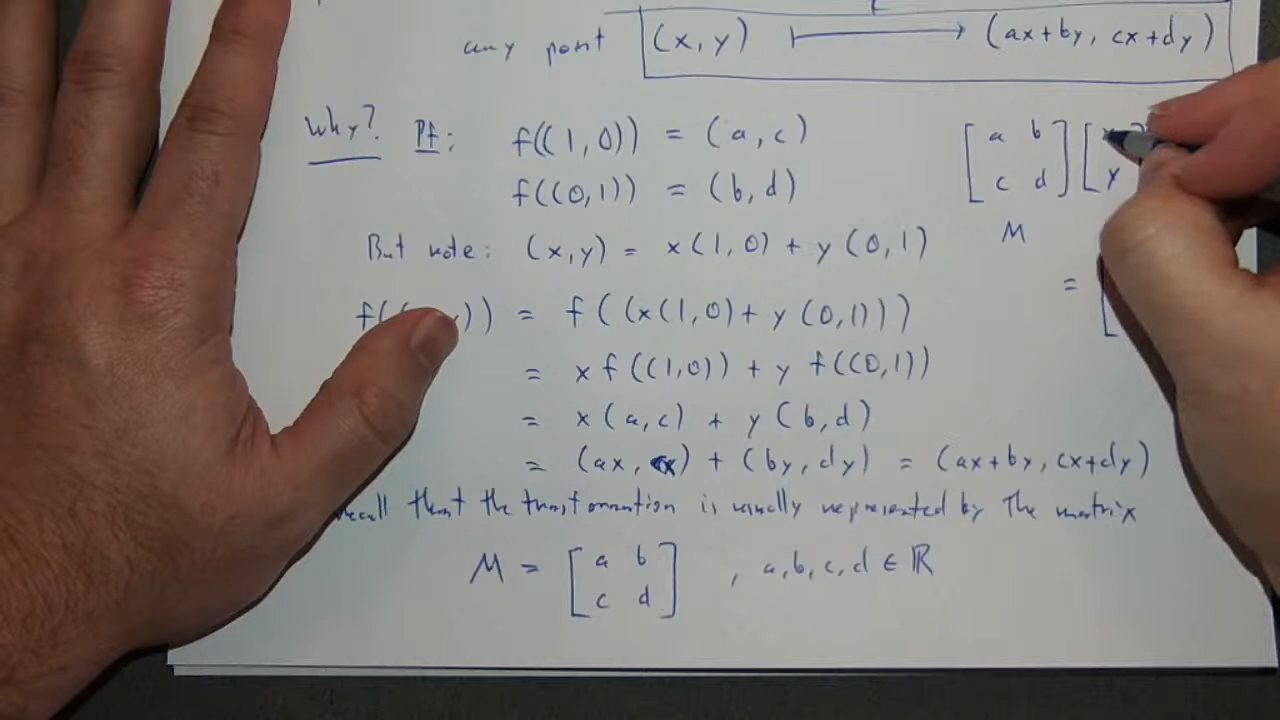 any point (x, y) ⟼ (ax+by, cx+dy)
Why? Pf: f((1,0)) = (a,c)
f((0,1)) = (b,d)
[a b
c d] [x
y
M
= [
But note: (x,y) = x(1,0) + y(0,1)
f(( y)) = f((x(1,0)+ y(0,1)))
= x f((1,0)) + y f((0,1))
= x(a,c) + y(b,d)
= (ax, cx) + (by, dy) = (ax+by, cx+dy)
that the transformation is usually represented by the matrix
M = [a b
c d] , a,b,c,d ∈ ℝ